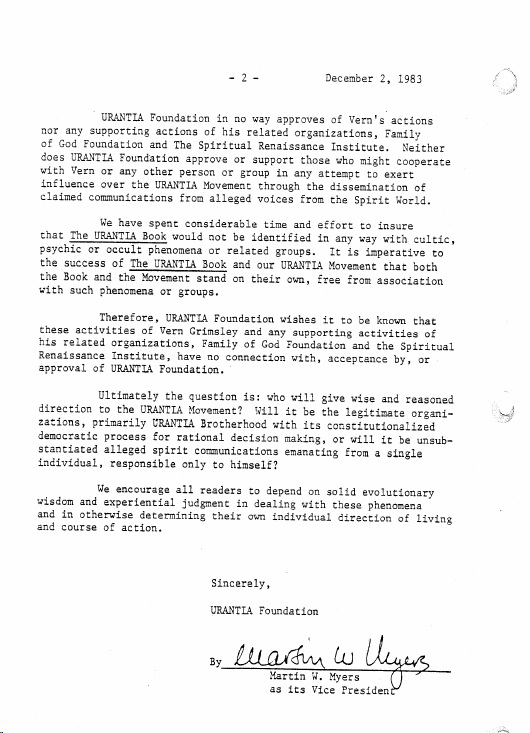 - 2 - December 2, 1983
URANTIA Foundation in no way approves of Vern's actions
nor any supporting actions of his related organizations, Family
of God Foundation and The Spiritual Renaissance Institute. Neither
does URANTIA Foundation approve or support those who might cooperate
with Vern or any other person or group in any attempt to exert
influence over the URANTIA Movement through the dissemination of
claimed communications from alleged voices from the Spirit World.
We have spent considerable time and effort to insure
that The URANTIA Book would not be identified in any way with cultic,
psychic or occult phenomena or related groups. It is imperative to
the success of The URANTIA Book and our URANTIA Movement that both
the Book and the Movement stand on their own, free from association
with such phenomena or groups.
Therefore, URANTIA Foundation wishes it to be known that
these activities of Vern Grimsley and any supporting activities of
his related organizations, Family of God Foundation and the Spiritual
Renaissance Institute, have no connection with, acceptance by, or
approval of URANTIA Foundation.
Ultimately the question is: who will give wise and reasoned
direction to the URANTIA Movement? Will it be the legitimate organi-
zations, primarily URANTIA Brotherhood with its constitutionalized
democratic process for rational decision making, or will it be unsub-
stantiated alleged spirit communications emanating from a single
individual, responsible only to himself?
We encourage all readers to depend on solid evolutionary
wisdom and experiential judgment in dealing with these phenomena
and in otherwise determining their own individual direction of living
and course of action.
Sincerely,
URANTIA Foundation
By Martin W Myers
Martin W. Myers
as its Vice President